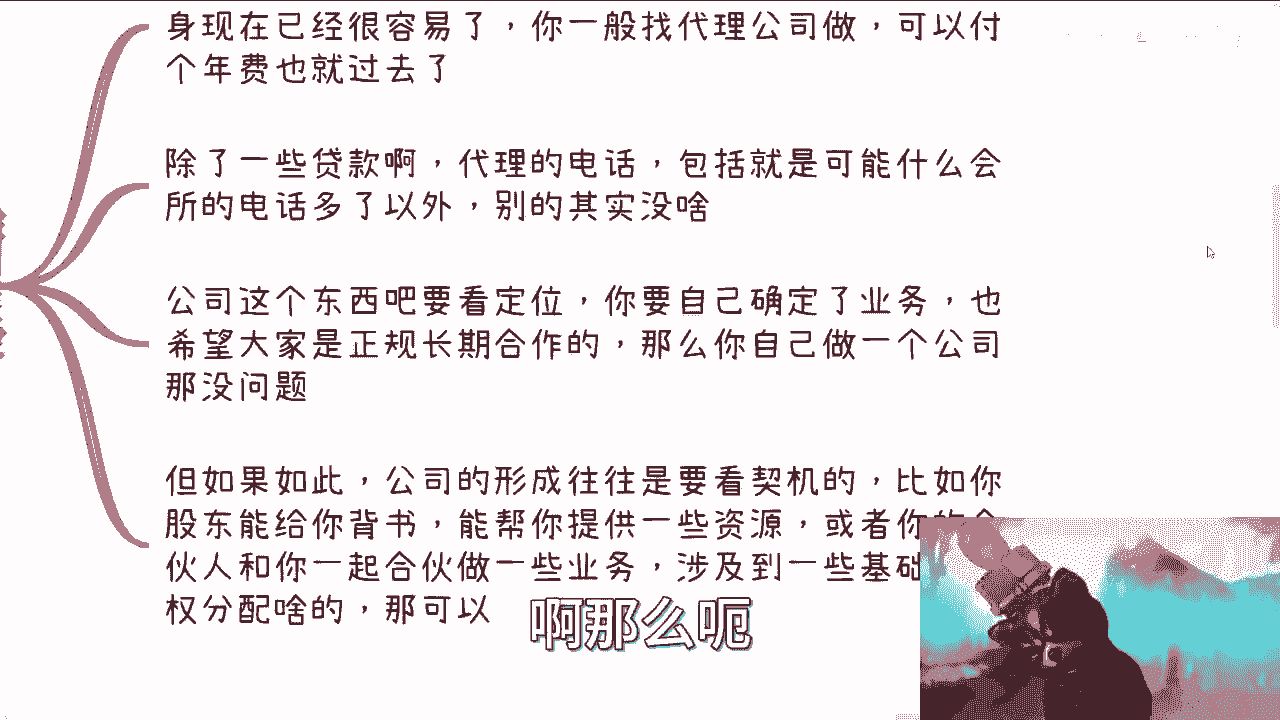 身现在已经很容易了，你一般找代理公司做，可以付
个年费也就过去了
除了一些贷款啊，代理的电话，包括就是可能什么会
所的电话多了以外，别的其实没啥
公司这个东西吧要看定位，你要自己确定了业务，也
希望大家是正规长期合作的，那么你自己做一个公司
那没问题
但如果如此，公司的形成往往是要看契机的，比如你
股东能给你背书，能帮你提供一些资源，或者你
伙人和你一起合伙做一些业务，涉及到一些基础
权分配啥的，那可以
啊那么呃